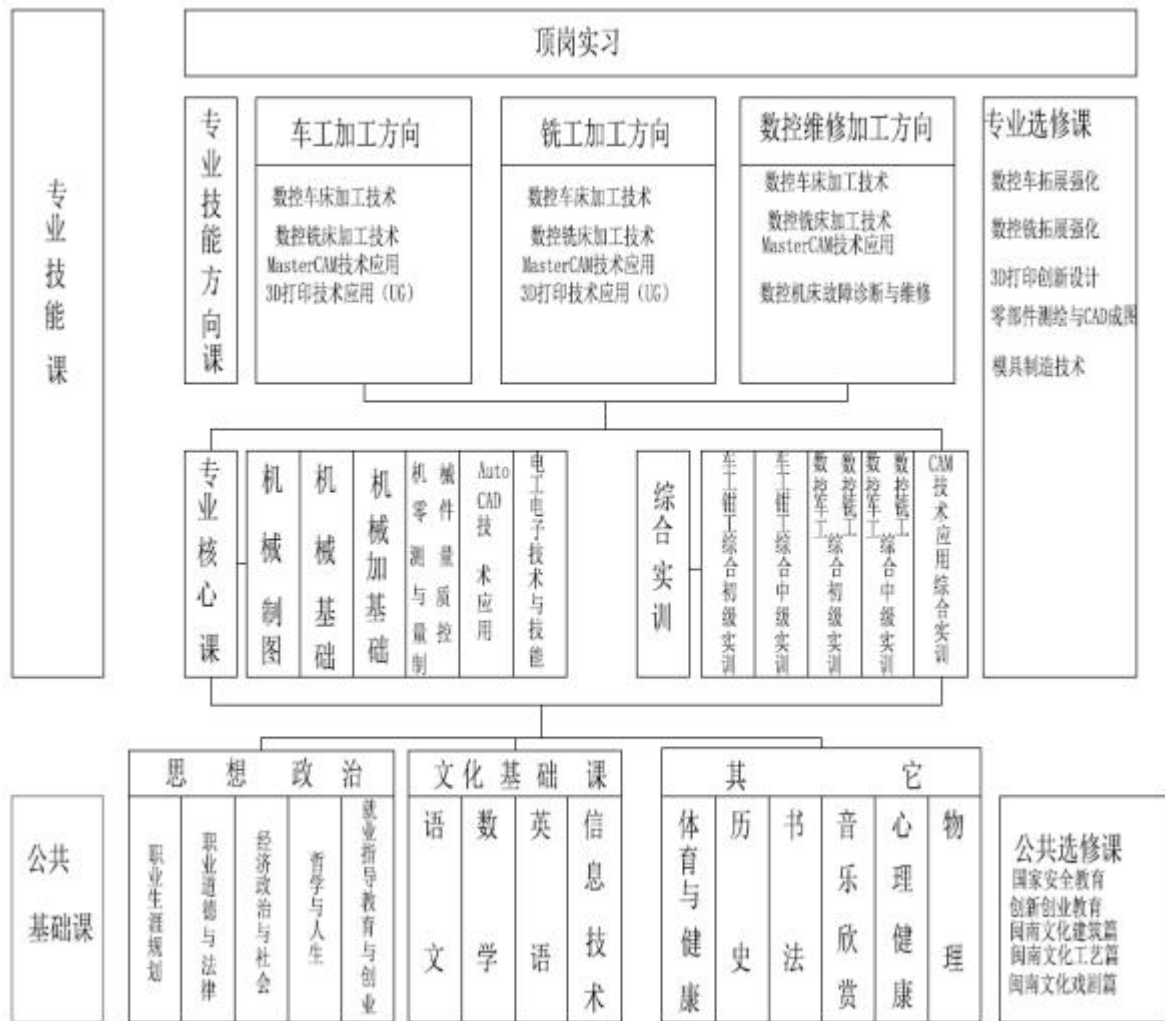 顶岗实习
专业技能课
专业技能方向课
车工加工方向
数控车床加工技术
数控铣床加工技术
MasterCAM技术应用
3D打印技术应用(UG)
铣工加工方向
数控车床加工技术
数控铣床加工技术
MasterCAM技术应用
3D打印技术应用(UG)
数控维修加工方向
数控车床加工技术
数控铣床加工技术
MasterCAM技术应用
数控机床故障诊断与维修
专业选修课
数控车拓展强化
数控铣拓展强化
3D打印创新设计
零部件测绘与CAD成图
模具制造技术
专业核心课
机械制图
机械基础
机械加基础
机械零件测量与质量控制
AutoCAD技术应用
电工电子技术与技能
综合实训
车工钳工综合初级实训
车工钳工综合中级实训
数控车工数控铣工综合初级实训
数控车工数控铣工综合中级实训
CAM技术应用综合实训
公共
基础课
思想政治
职业生涯规划
职业道德与法律
经济政治与社会
哲学与人生
就业指导教育与创业
文化基础课
语文
数学
英语
信息技术
其它
体育与健康
历史
书法
音乐欣赏
心理健康
物理
公共选修课
国家安全教育
创新创业教育
闽南文化建筑篇
闽南文化工艺篇
闽南文化戏剧篇